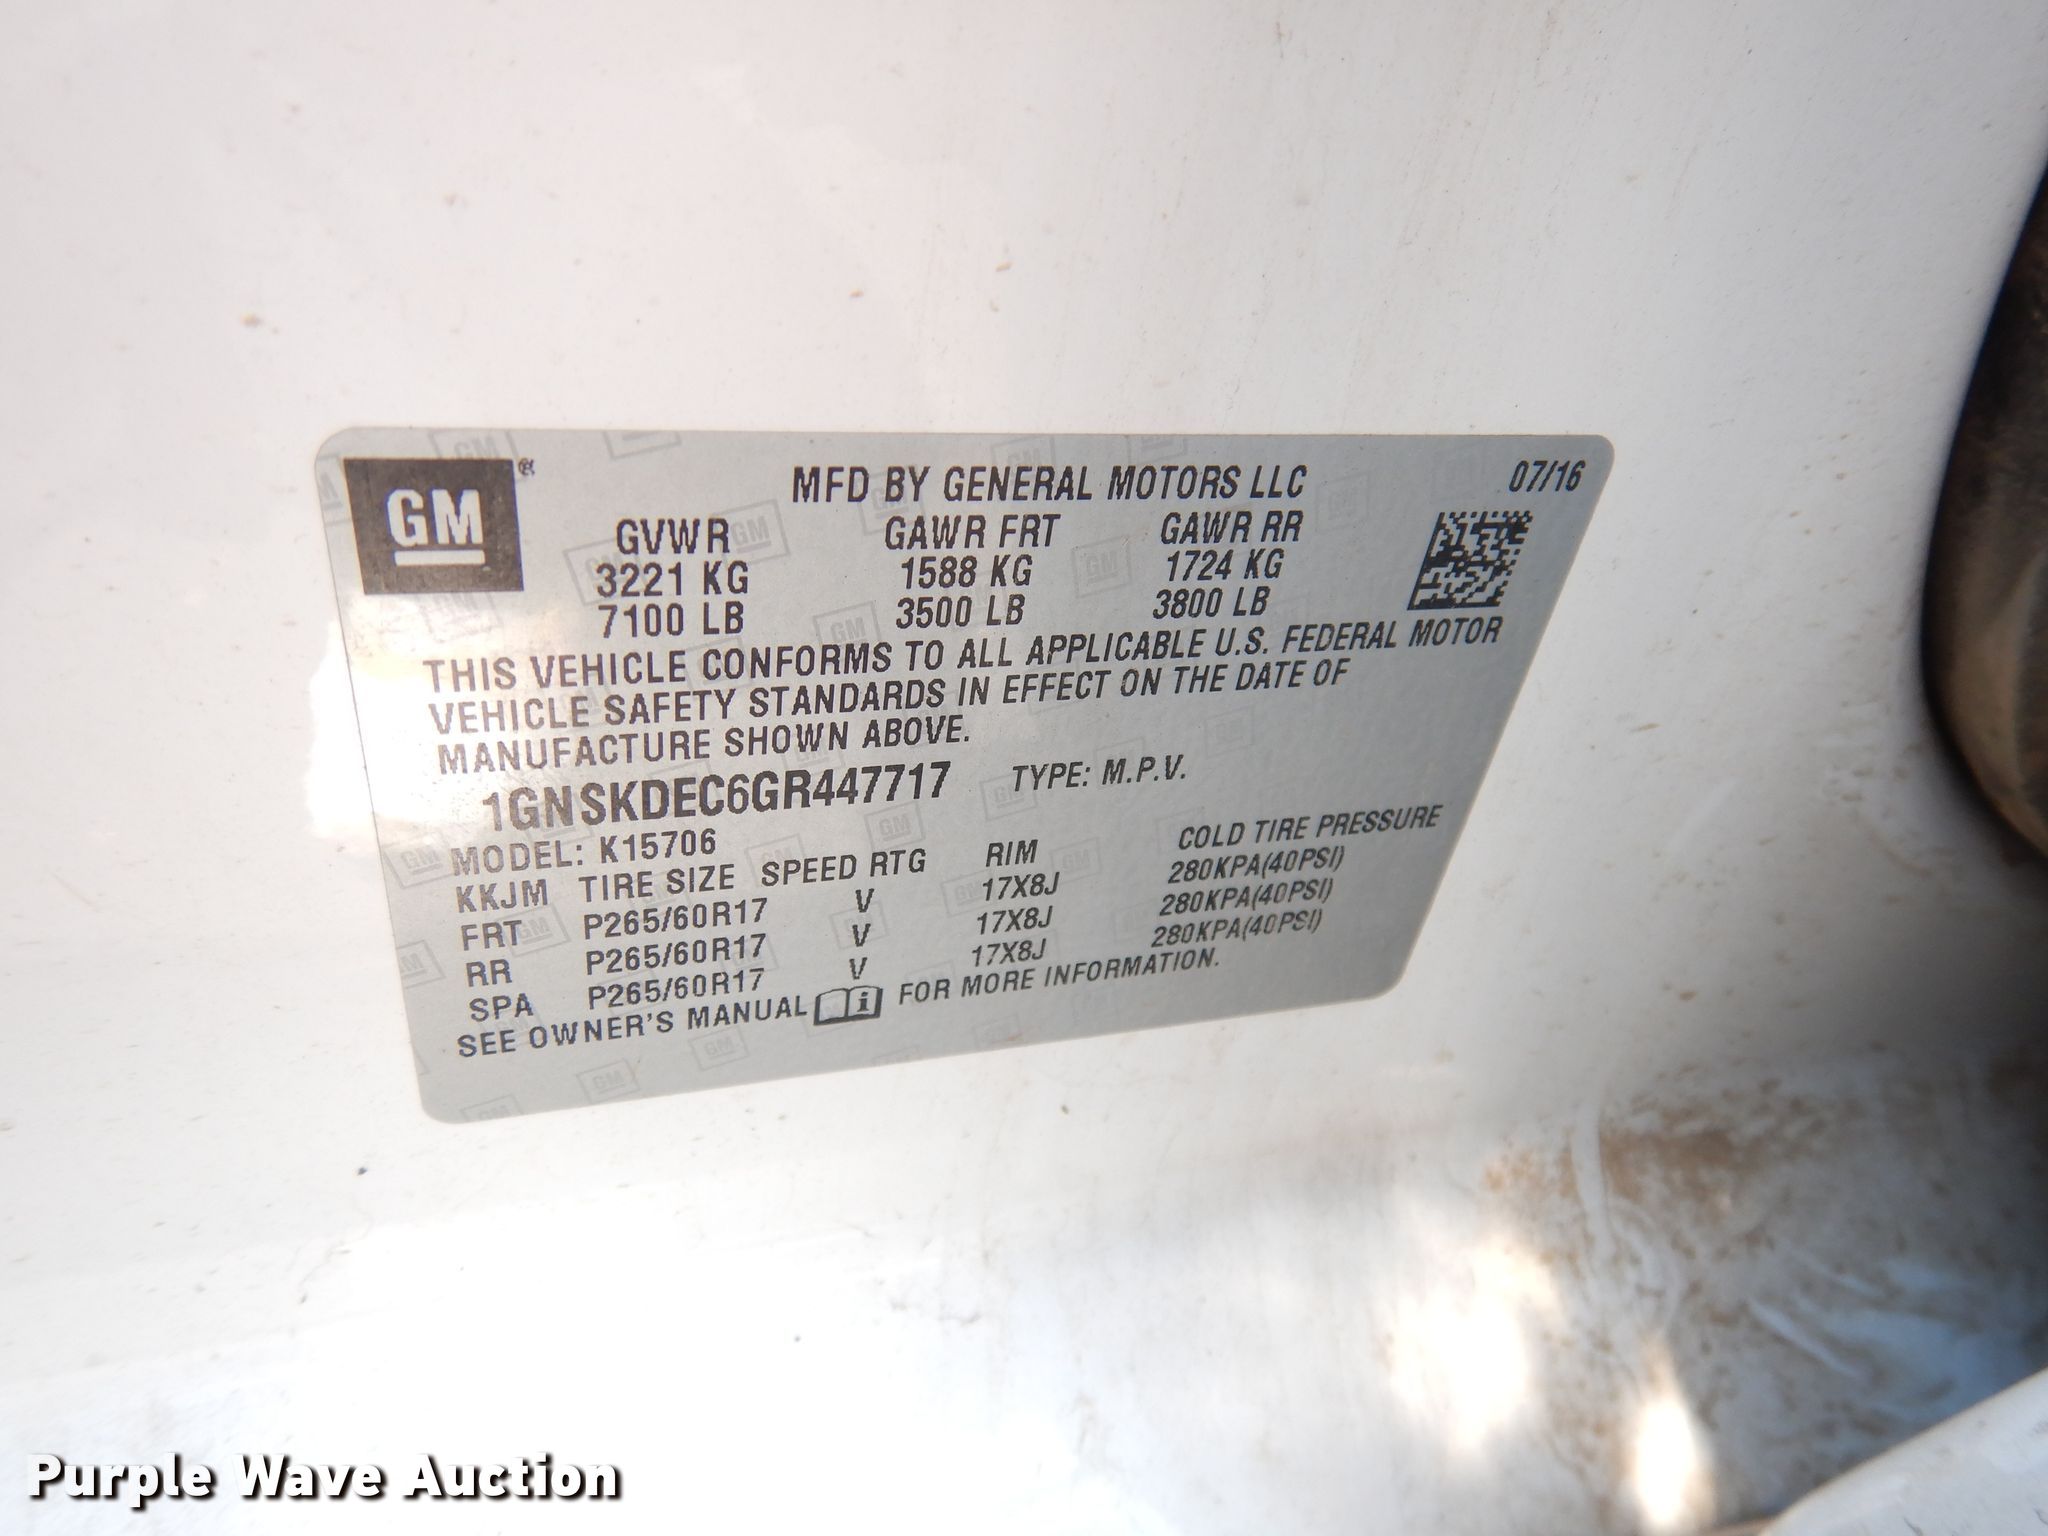 GM®
MFD BY GENERAL MOTORS LLC 07/16
GVWR GAWR FRT GAWR RR
3221 KG 1588 KG 1724 KG
7100 LB 3500 LB 3800 LB
THIS VEHICLE CONFORMS TO ALL APPLICABLE U.S. FEDERAL MOTOR
VEHICLE SAFETY STANDARDS IN EFFECT ON THE DATE OF
MANUFACTURE SHOWN ABOVE.
1GNSKDEC6GR447717 TYPE: M.P.V.
MODEL: K15706
KKJM TIRE SIZE SPEED RTG RIM COLD TIRE PRESSURE
FRT P265/60R17 V 17X8J 280KPA(40PSI)
RR P265/60R17 V 17X8J 280KPA(40PSI)
SPA P265/60R17 V 17X8J 280KPA(40PSI)
SEE OWNER'S MANUAL i FOR MORE INFORMATION.
Purple Wave Auction